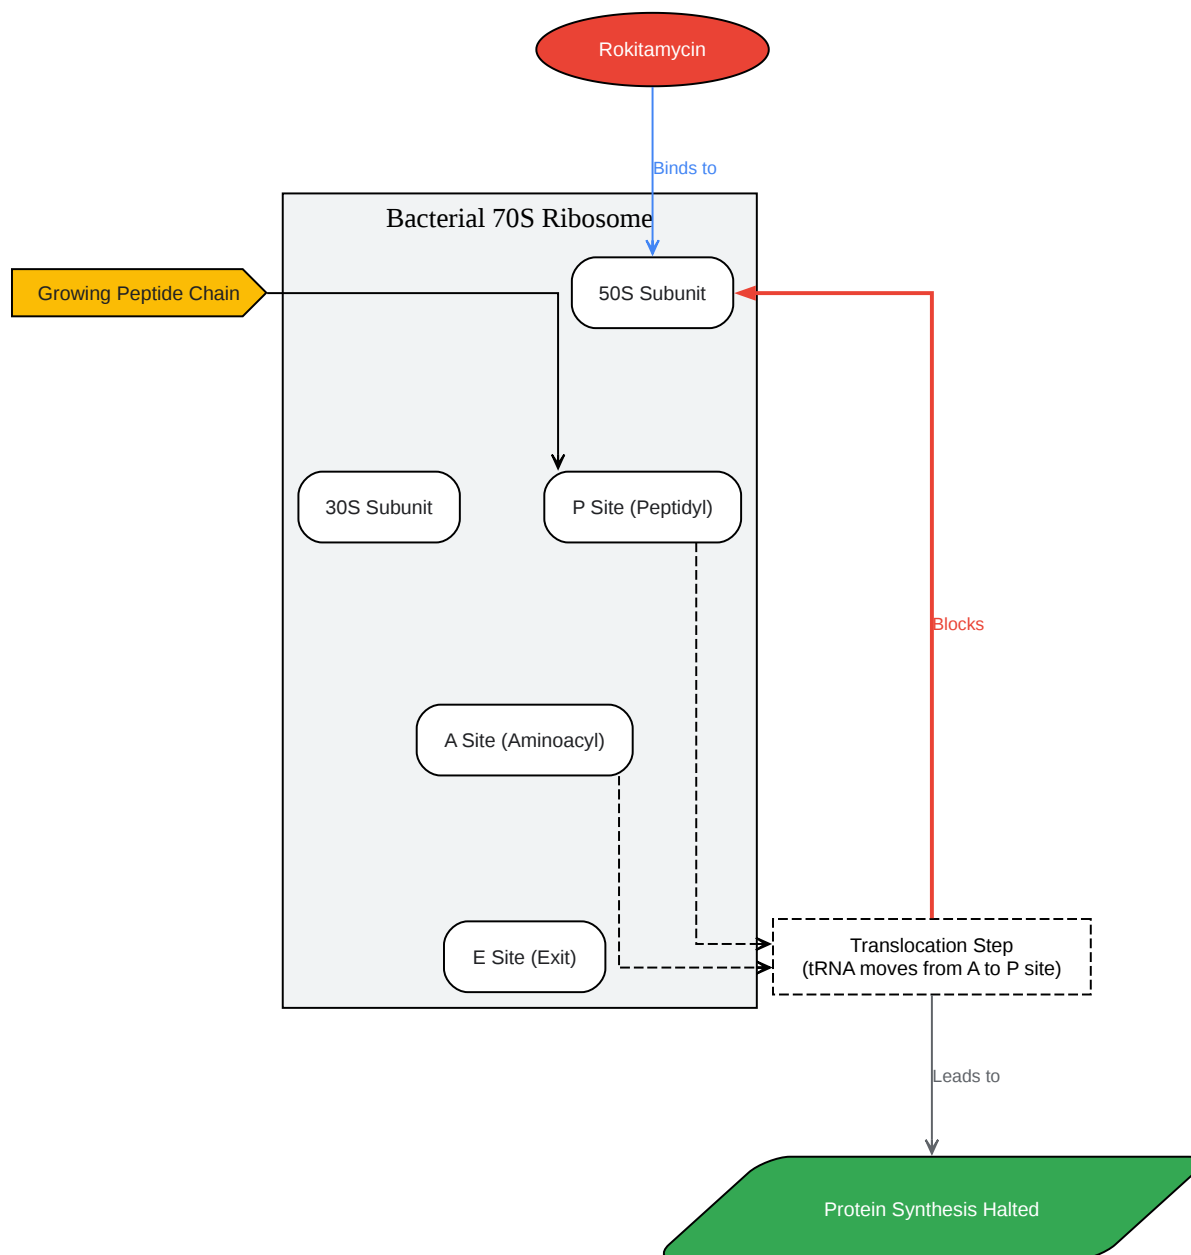 Rokitamycin
Binds to
Bacterial 70S Ribosome
Growing Peptide Chain
50S Subunit
30S Subunit
P Site (Peptidyl)
Blocks
A Site (Aminoacyl)
E Site (Exit)
Translocation Step
(tRNA moves from A to P site)
Leads to
Protein Synthesis Halted